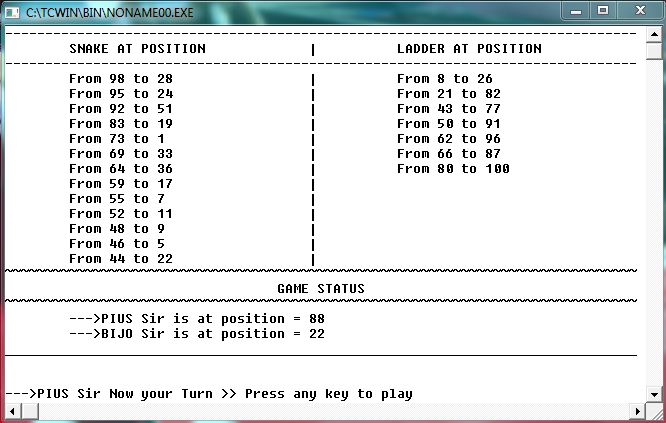 C:\TCWIN\BIN\NONAME00.EXE
SNAKE AT POSITION | LADDER AT POSITION
From 98 to 28 | From 8 to 26
From 95 to 24 | From 21 to 82
From 92 to 51 | From 43 to 77
From 83 to 19 | From 50 to 91
From 73 to 1 | From 62 to 96
From 69 to 33 | From 66 to 87
From 64 to 36 | From 80 to 100
From 59 to 17 |
From 55 to 7 |
From 52 to 11 |
From 48 to 9 |
From 46 to 5 |
From 44 to 22 |
GAME STATUS
--->PIUS Sir is at position = 88
--->BIJO Sir is at position = 22
--->PIUS Sir Now your Turn >> Press any key to play